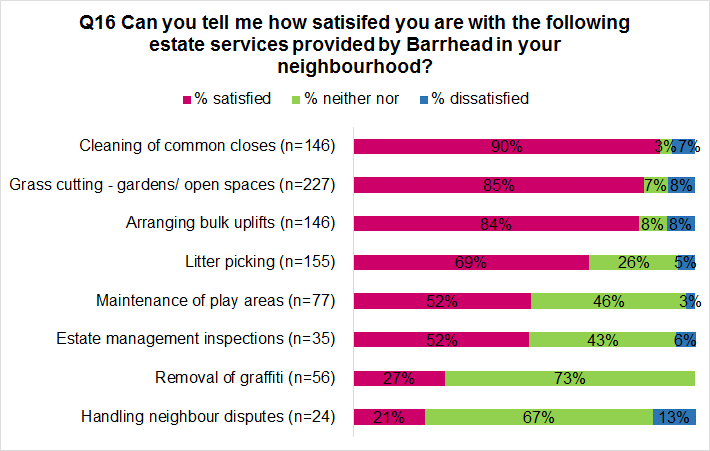 Q16 Can you tell me how satisifed you are with the following
estate services provided by Barrhead in your
neighbourhood?
% satisfied % neither nor % dissatisfied
Cleaning of common closes (n=146) 90% 3% 7%
Grass cutting - gardens/ open spaces (n=227) 85% 7% 8%
Arranging bulk uplifts (n=146) 84% 8% 8%
Litter picking (n=155) 69% 26% 5%
Maintenance of play areas (n=77) 52% 46% 3%
Estate management inspections (n=35) 52% 43% 6%
Removal of graffiti (n=56) 27% 73%
Handling neighbour disputes (n=24) 21% 67% 13%